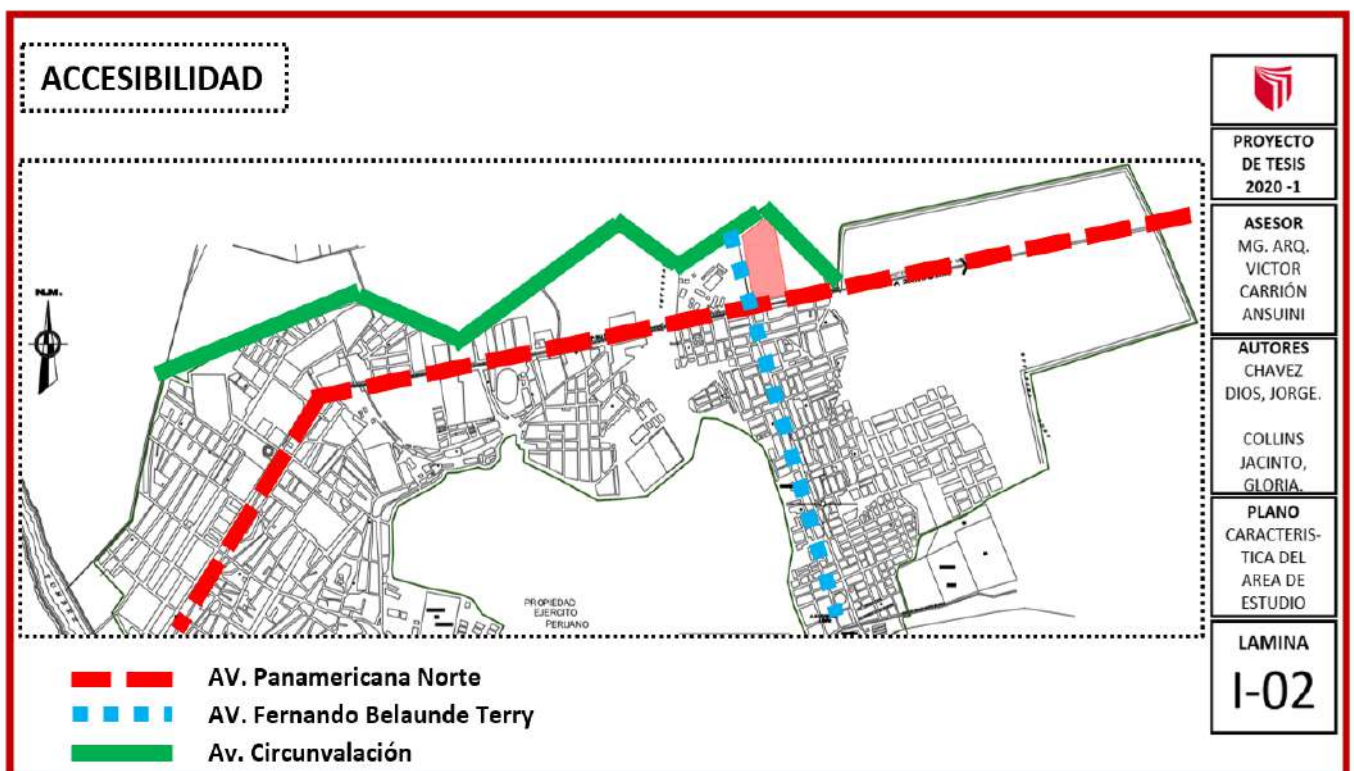 ACCESIBILIDAD
N.M.
PROPIEDAD
EJERCITO
PERUANO
AV. Panamericana Norte
AV. Fernando Belaunde Terry
Av. Circunvalación
PROYECTO
DE TESIS
2020 -1
ASESOR
MG. ARQ.
VICTOR
CARRIÓN
ANSUINI
AUTORES
CHAVEZ
DIOS, JORGE.
COLLINS
JACINTO,
GLORIA.
PLANO
CARACTERIS-
TICA DEL
AREA DE
ESTUDIO
LAMINA
I-02